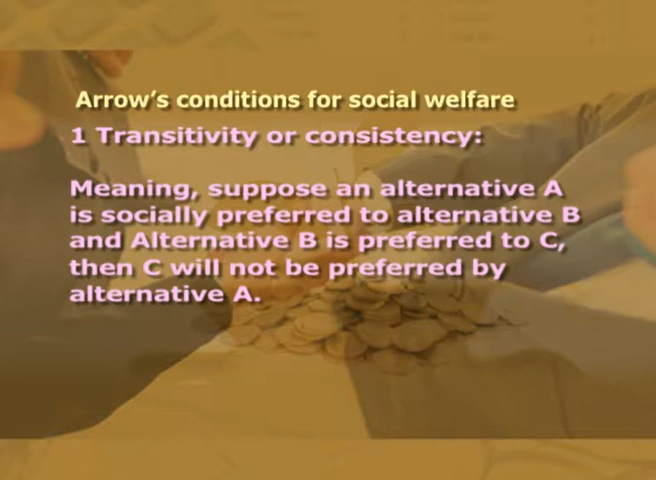 Arrow's conditions for social welfare
1 Transitivity or consistency:
Meaning, suppose an alternative A
is socially preferred to alternative B
and Alternative B is preferred to C,
then C will not be preferred by
alternative A.